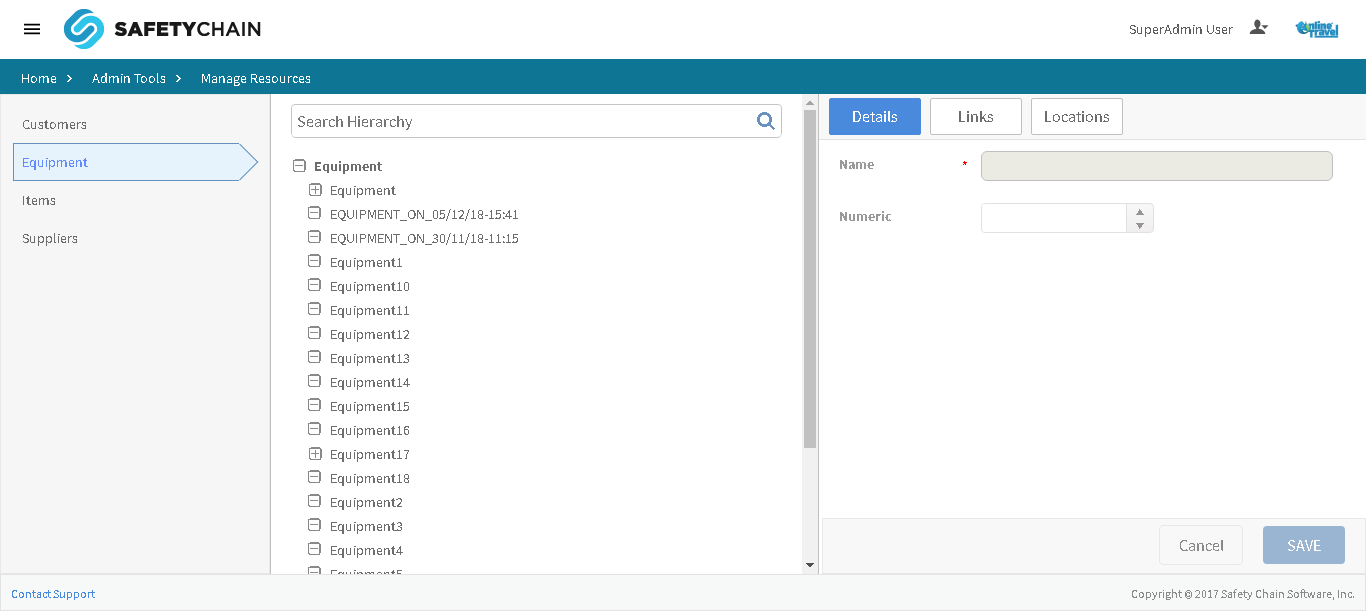 SAFETYCHAIN
SuperAdmin User
Online Travel
Home > Admin Tools > Manage Resources
Customers
Equipment
Items
Suppliers
Search Hierarchy
Equipment
Equipment
EQUIPMENT_ON_05/12/18-15:41
EQUIPMENT_ON_30/11/18-11:15
Equipment1
Equipment10
Equipment11
Equipment12
Equipment13
Equipment14
Equipment15
Equipment16
Equipment17
Equipment18
Equipment2
Equipment3
Equipment4
Equipment5
Details Links Locations
Name *
Numeric
Cancel SAVE
Contact Support
Copyright © 2017 Safety Chain Software, Inc.